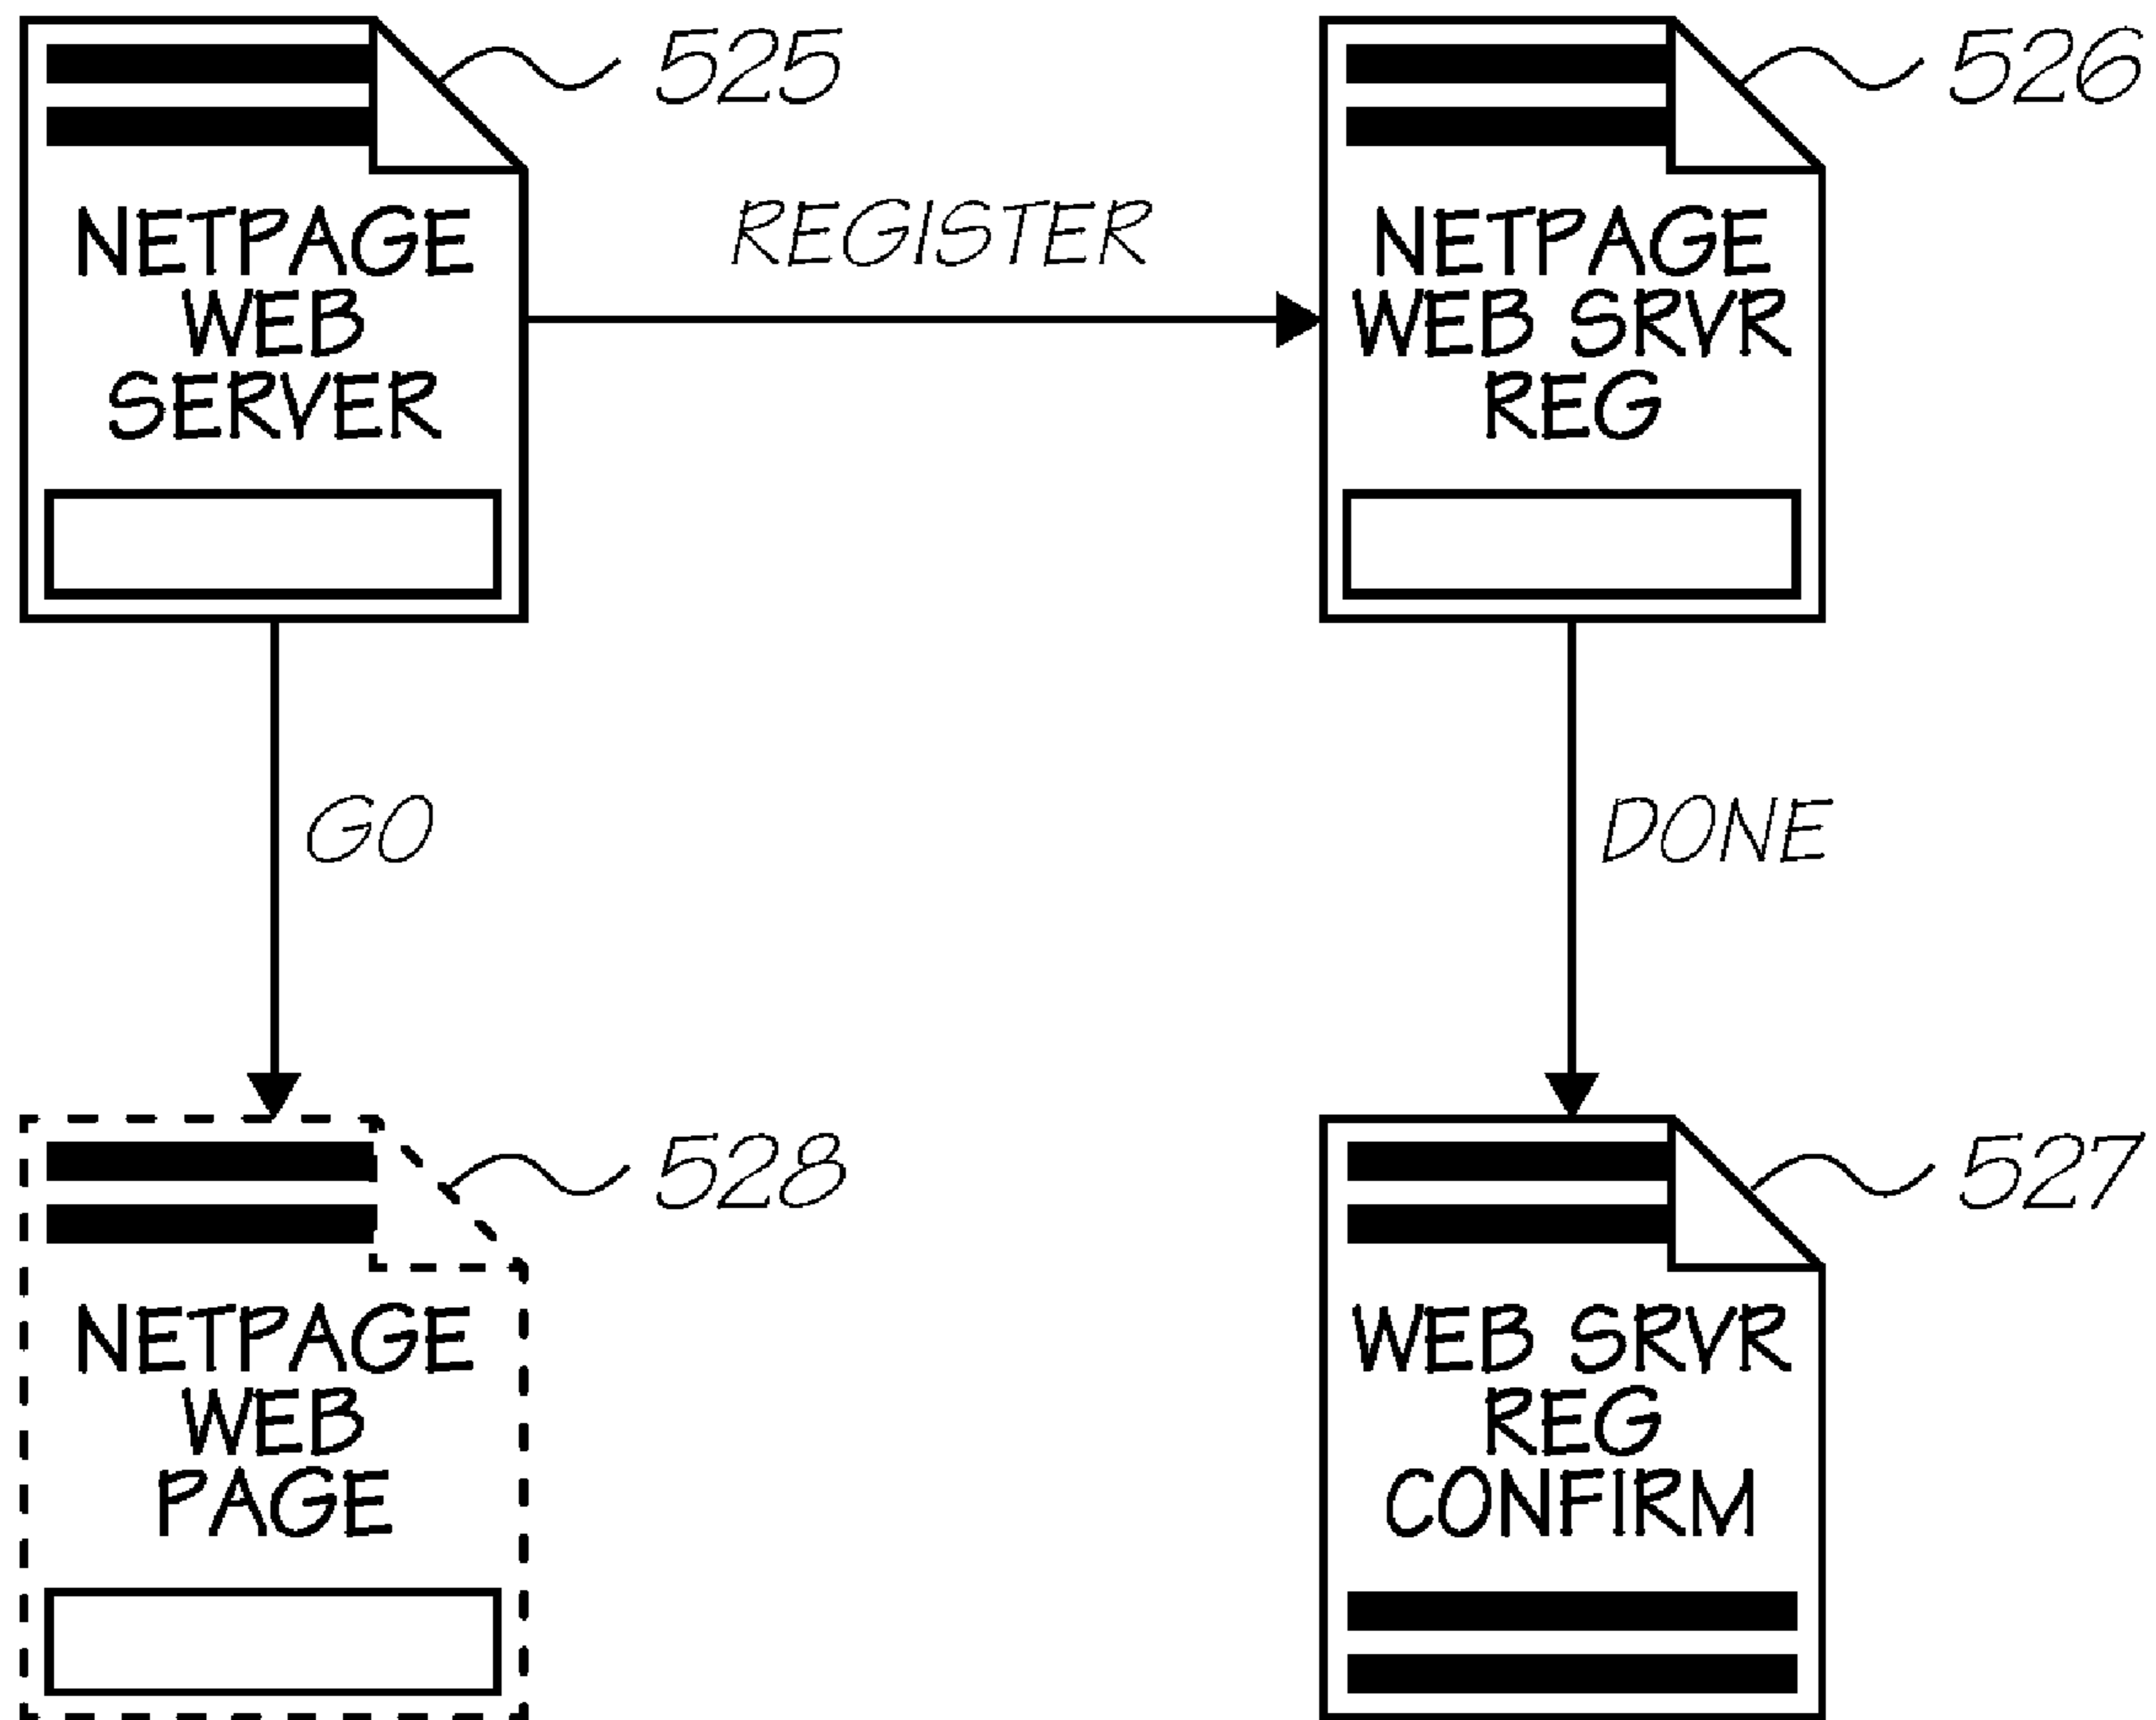 525
NETPAGE
WEB
SERVER
REGISTER
526
NETPAGE
WEB SRVR
REG
GO
DONE
528
NETPAGE
WEB
PAGE
527
WEB SRVR
REG
CONFIRM